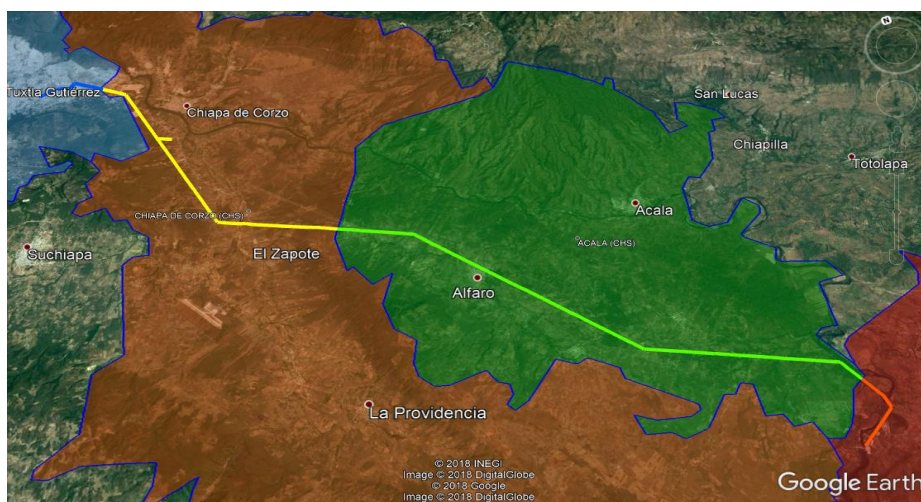 N
Tuxtla Gutiérrez
San Lucas
Chiapa de Corzo
Chiapilla
Totolapa
Acala
CHIAPA DE CORZO (CHS)
ACALA (CHS)
Suchiapa
El Zapote
Alfaro
La Providencia
© 2018 INEGI
Image © 2018 DigitalGlobe
© 2018 Google
Image © 2018 DigitalGlobe
Google Earth